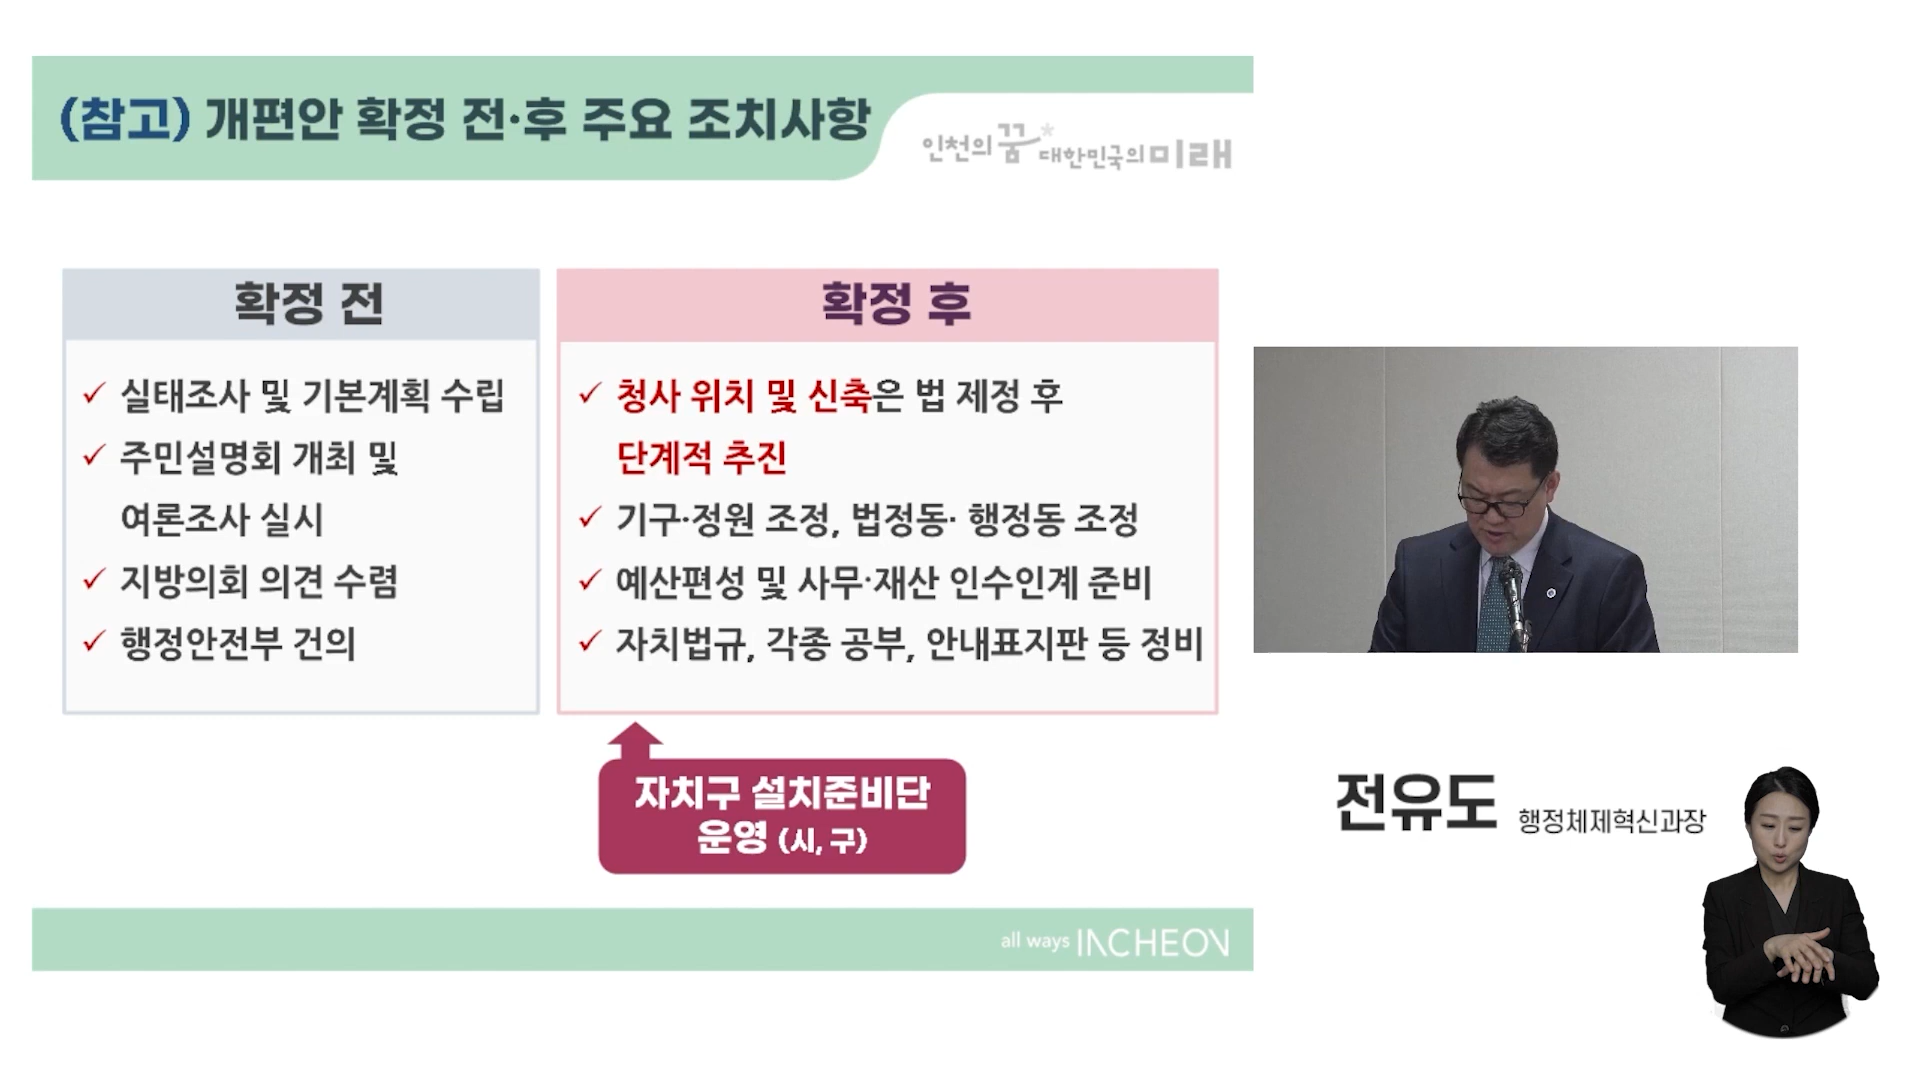 (참고) 개편안 확정 전·후 주요 조치사항
인천의 꿈 대한민국의 미래
확정 전
✓ 실태조사 및 기본계획 수립
✓ 주민설명회 개최 및
여론조사 실시
✓ 지방의회 의견 수렴
✓ 행정안전부 건의
확정 후
✓ 청사 위치 및 신축은 법 제정 후
단계적 추진
✓ 기구·정원 조정, 법정동· 행정동 조정
✓ 예산편성 및 사무·재산 인수인계 준비
✓ 자치법규, 각종 공부, 안내표지판 등 정비
자치구 설치준비단
운영 (시, 구)
all ways INCHEON
전유도 행정체제혁신과장